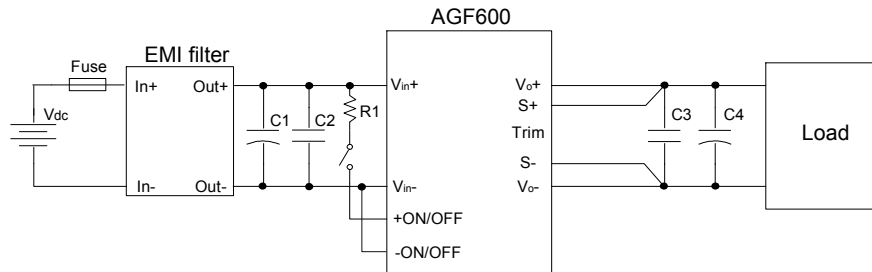 AGF600
EMI filter
Fuse
In+
Out+
Vin+
Vo+
S+
Vdc
C1
C2
R1
Trim
C3
C4
Load
S-
In-
Out-
Vin-
Vo-
+ON/OFF
-ON/OFF